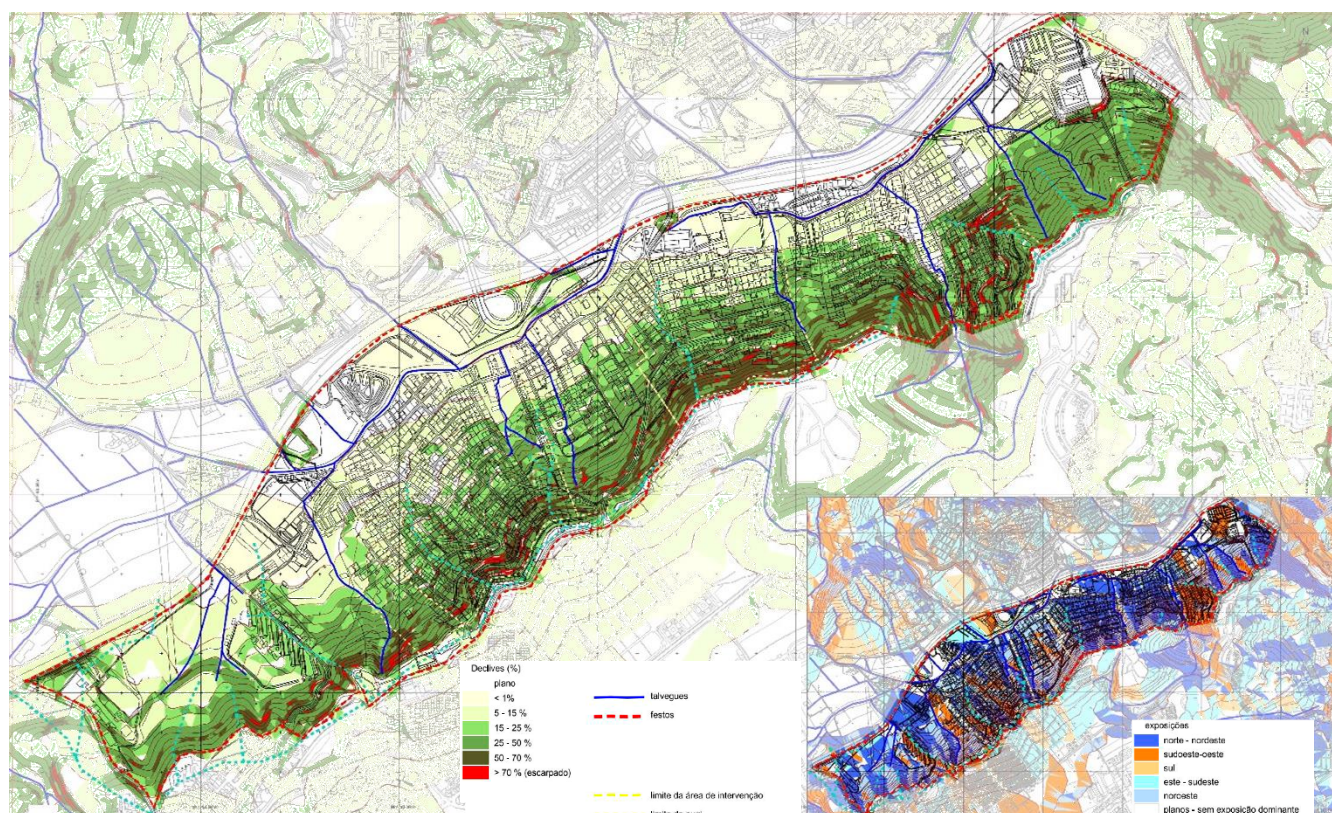 Declives (%)
plano
< 1%
5 - 15 %
15 - 25 %
25 - 50 %
50 - 70 %
> 70 % (escarpado)
talvegues
festos
limite da área de intervenção
exposições
norte - nordeste
sudoeste-oeste
sul
este - sudeste
noroeste
planos - sem exposição dominante